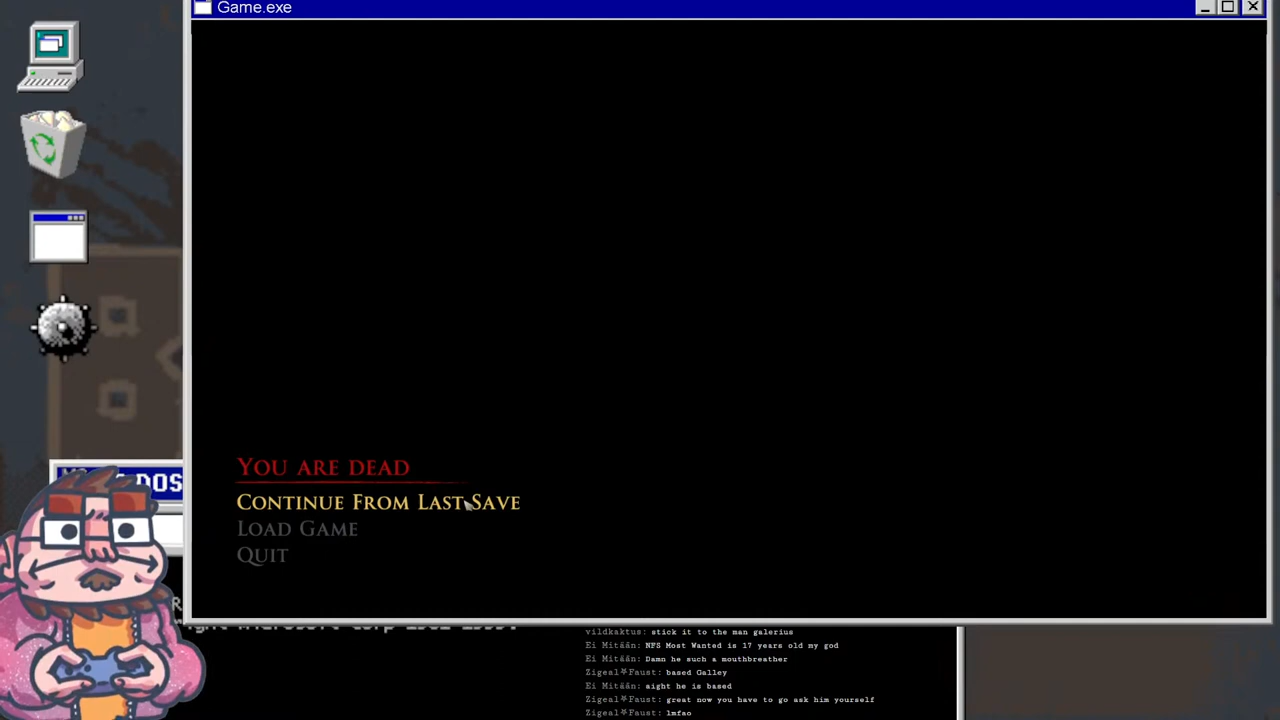 Game.exe
YOU ARE DEAD
CONTINUE FROM LAST SAVE
LOAD GAME
QUIT
DOS
vildkaktus: stick it to the man galerius
Ei Mitään: NFS Most Wanted is 17 years old my god
Ei Mitään: Damn he such a mouthbreather
Zigeal⛧Faust: based Galley
Ei Mitään: aight he is based
Zigeal⛧Faust: great now you have to go ask him yourself
Zigeal⛧Faust: lmfao